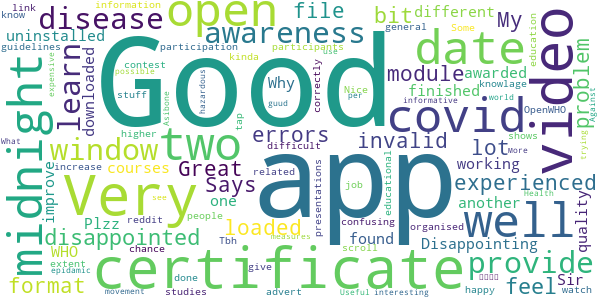 link
know
guidelines
uninstalled
disease
open
awareness
information
participation
participants
file
use
bit
general
different
My
Some
date
education
trying
Against
problem
video
midnight
learn
downloaded
contest
stuff
possible
expensive
Good
kinda
Why
hazardous
Asibone
Nice
guud
per
correctly
tap
module
awarded
knowlage
finished
world
informative
OpenWHO
More
shows
covid
window
two
higher
errors
difficult
invalid
lot
working
What
increase
courses
Great
Very
app
related
experienced
Says
one
educational
another
Health
quality
improve
Plzz
reddit
people
found
presentations
job
confusing
organised
well
see
disappointed
Tbh
loaded
scroll
Disappointing
WHO
chance
certificate
provide
Sir
extent
epidamic
format
done
give
measures
feel
happy
watch
movement
studies
advert
Useful
interesting